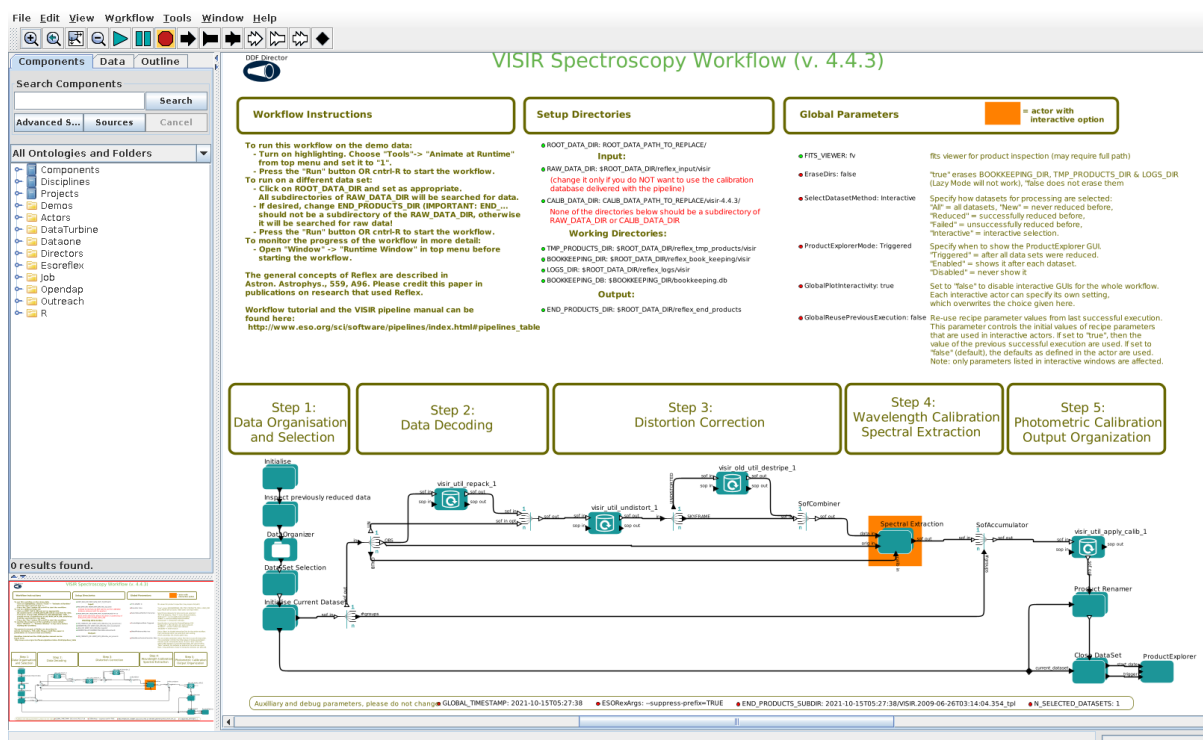 File Edit View Workflow Tools Window Help
Components Data Outline
Search Components
Search
Advanced S... Sources Cancel
All Ontologies and Folders
Components
Disciplines
Projects
Demos
Actors
DataTurbine
Dataone
Directors
Esoreflex
Job
Opendap
Outreach
R
0 results found.
DDF Director
VISIR Spectroscopy Workflow (v. 4.4.3)
Workflow Instructions
To run this workflow on the demo data:
- Turn on highlighting. Choose "Tools"-> "Animate at Runtime"
from top menu and set it to "1".
- Press the "Run" button OR cntrl-R to start the workflow.
To run on a different data set:
- Click on ROOT_DATA_DIR and set as appropriate.
All subdirectories of RAW_DATA_DIR will be searched for data.
- If desired, change END_PRODUCTS_DIR (IMPORTANT: END_...
should not be a subdirectory of the RAW_DATA_DIR, otherwise
it will be searched for raw data!
- Press the "Run" button OR cntrl-R to start the workflow.
To monitor the progress of the workflow in more detail:
- Open "Window" -> "Runtime Window" in top menu before
starting the workflow.
The general concepts of Reflex are described in
Astron. Astrophys., 559, A96. Please credit this paper in
publications on research that used Reflex.
Workflow tutorial and the VISIR pipeline manual can be
found here:
http://www.eso.org/sci/software/pipelines/index.html#pipelines_table
Setup Directories
ROOT_DATA_DIR: ROOT_DATA_PATH_TO_REPLACE/
Input:
RAW_DATA_DIR: $ROOT_DATA_DIR/reflex_input/visir
(change it only if you do NOT want to use the calibration
database delivered with the pipeline)
CALIB_DATA_DIR: CALIB_DATA_PATH_TO_REPLACE/visir-4.4.3/
None of the directories below should be a subdirectory of
RAW_DATA_DIR or CALIB_DATA_DIR
Working Directories:
TMP_PRODUCTS_DIR: $ROOT_DATA_DIR/reflex_tmp_products/visir
BOOKKEEPING_DIR: $ROOT_DATA_DIR/reflex_book_keeping/visir
LOGS_DIR: $ROOT_DATA_DIR/reflex_logs/visir
BOOKKEEPING_DB: $BOOKKEEPING_DIR/bookkeeping.db
Output:
END_PRODUCTS_DIR: $ROOT_DATA_DIR/reflex_end_products
Global Parameters
= actor with
interactive option
FITS_VIEWER: fv
fits viewer for product inspection (may require full path)
EraseDirs: false
"true" erases BOOKKEEPING_DIR, TMP_PRODUCTS & LOGS_DIR
(Lazy Mode will not work), "false does not erase them
SelectDatasetMethod: Interactive
Specify how datasets for processing are selected:
"All" = all datasets, "New" = never reduced before,
"Reduced" = successfully reduced before,
"Failed" = unsuccessfully reduced before,
"Interactive" = interactive selection.
ProductExplorerMode: Triggered
Specify when to show the ProductExplorer GUI.
"Triggered" = after all data sets were reduced.
"Enabled" = shows it after each dataset.
"Disabled" = never show it
GlobalPlotInteractivity: true
Set to "false" to disable interactive GUIs for the whole workflow.
Each interactive actor can specify its own setting,
which overwrites the choice given here.
GlobalReusePreviousExecution: false
Re-use recipe parameter values from last successful execution.
This parameter controls the initial values of recipe parameters
that are used in interactive actors. If set to "true", then the
value of the previous successful execution are used. If set to
"false" (default), the defaults as defined in the actor are used.
Note: only parameters listed in interactive windows are affected.
Step 1:
Data Organisation
and Selection
Step 2:
Data Decoding
Step 3:
Distortion Correction
Step 4:
Wavelength Calibration
Spectral Extraction
Step 5:
Photometric Calibration
Output Organization
Initialise
Inspect previously reduced data
DataOrganizer
DataSet Selection
Initialise Current Dataset
visir_util_repack_1
visir_util_undistort_1
visir_old_util_destripe_1
SofCombiner
Spectral Extraction
SofAccumulator
visir_util_apply_calib_1
Product Renamer
Close DataSet
ProductExplorer
current_dataset
Auxilliary and debug parameters, please do not change
GLOBAL_TIMESTAMP: 2021-10-15T05:27:38
ESORexArgs: --suppress-prefix=TRUE
END_PRODUCTS_SUBDIR: 2021-10-15T05:27:38/VISIR.2009-06-26T03:14:04.354_tpl
N_SELECTED_DATASETS: 1